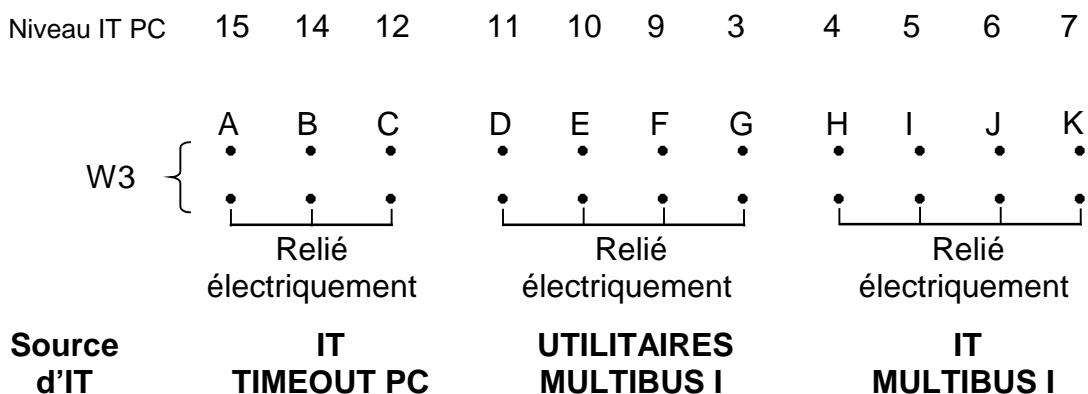 Niveau IT PC 15 14 12 11 10 9 3 4 5 6 7
A B C D E F G H I J K
W3
Relié Relié Relié
électriquement électriquement électriquement
Source IT UTILITAIRES IT
d’IT TIMEOUT PC MULTIBUS I MULTIBUS I